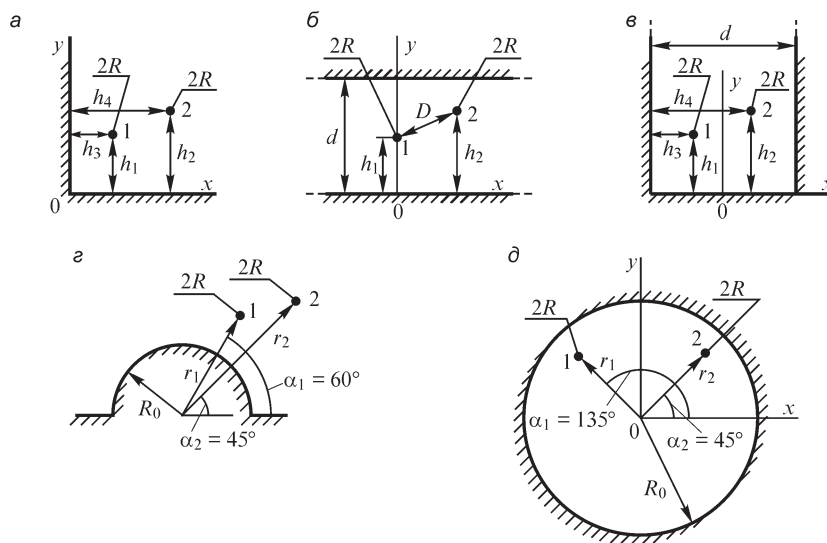 а
y
2R
2R
h₄
2
1
h₃
h₁
h₂
0
x
б
2R
y
2R
D
2
d
1
h₁
h₂
x
0
в
d
2R
y
2R
h₄
2
1
h₃
h₁
h₂
0
x
г
2R
2R
1
2
r₁
r₂
α₁ = 60°
R₀
α₂ = 45°
д
y
2R
2R
1
2
r₁
r₂
α₁ = 135°
0
α₂ = 45°
x
R₀